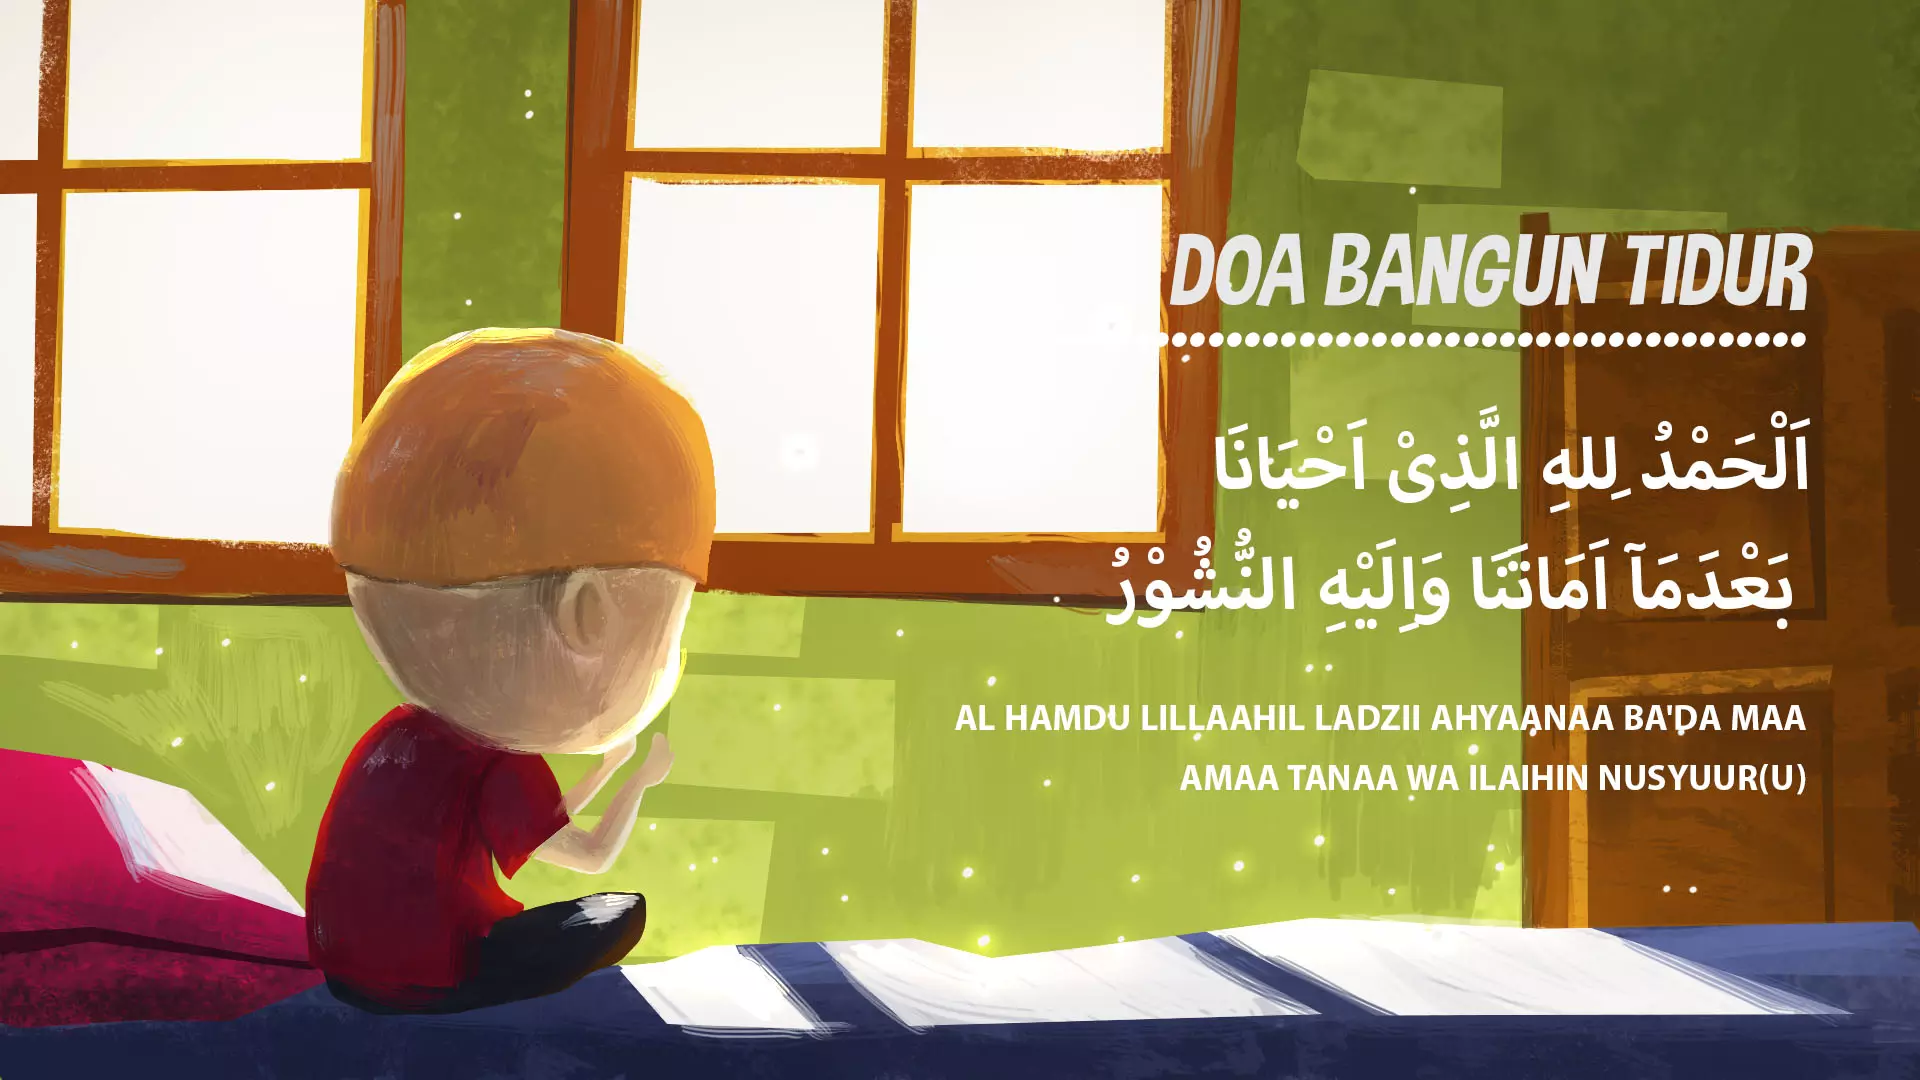 DOA BANGUN TIDUR
اَلْحَمْدُ ِللهِ الَّذِىْ اَحْيَانَا
بَعْدَمَآ اَمَاتَنَا وَاِلَيْهِ النُّشُوْرُ
AL HAMDU LILLAAHIL LADZII AHYAANAA BA'DA MAA
AMAA TANAA WA ILAIHIN NUSYUUR(U)